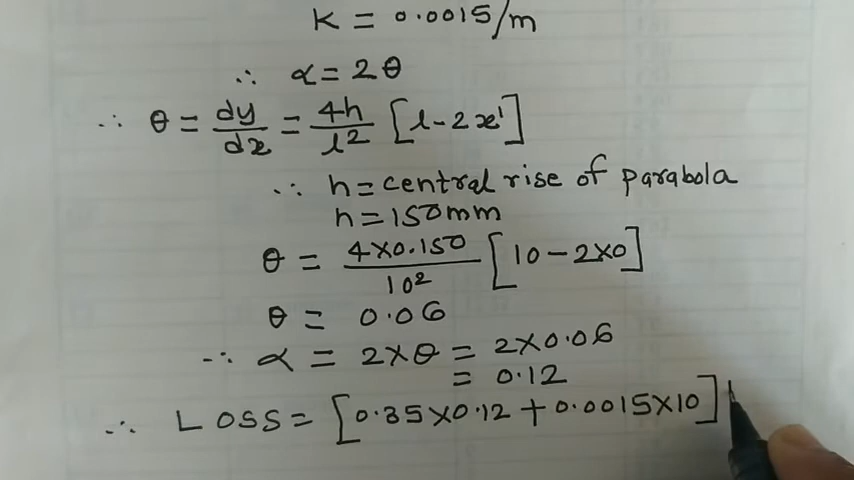 K = 0.0015/m
∴ α = 2θ
∴ θ = dy/dx = 4h/l² [l - 2x']
∴ h = central rise of parabola
h = 150mm
θ = 4×0.150/10² [10 - 2×0]
θ = 0.06
∴ α = 2×θ = 2×0.06
= 0.12
∴ Loss = [0.35×0.12 + 0.0015×10]